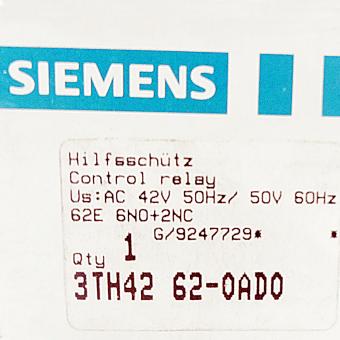 SIEMENS
Hilfsschütz
Control relay
Us:AC 42V 50Hz/ 50V 60Hz
62E 6NO+2NC
G/9247729* *
Qty 1
3TH42 62-0AD0